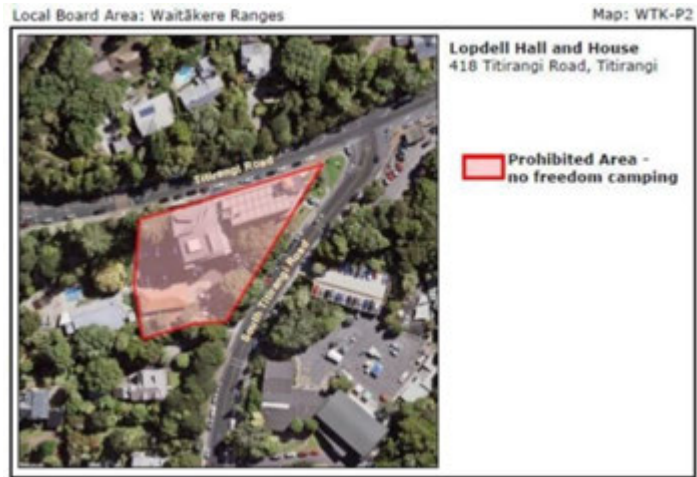 Local Board Area: Waitākere Ranges
Map: WTK-P2
Lopdell Hall and House
418 Titirangi Road, Titirangi
Prohibited Area -
no freedom camping
Titirangi Road
South Titirangi Road